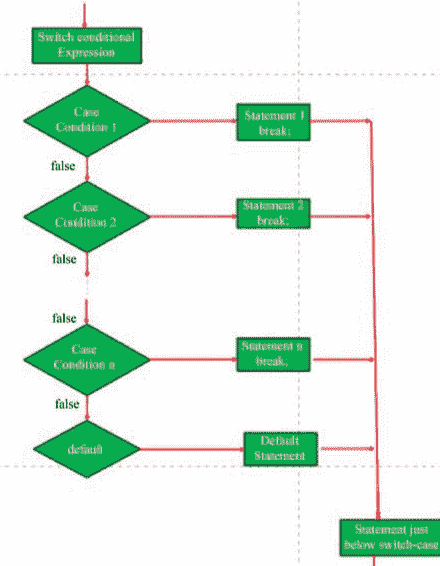 Switch conditional
Expression
Case
Condition 1
Statement 1
break;
false
Case
Condition 2
Statement 2
break;
false
false
Case
Condition n
Statement n
break;
false
default
Default
Statement
Statement just
below switch-case